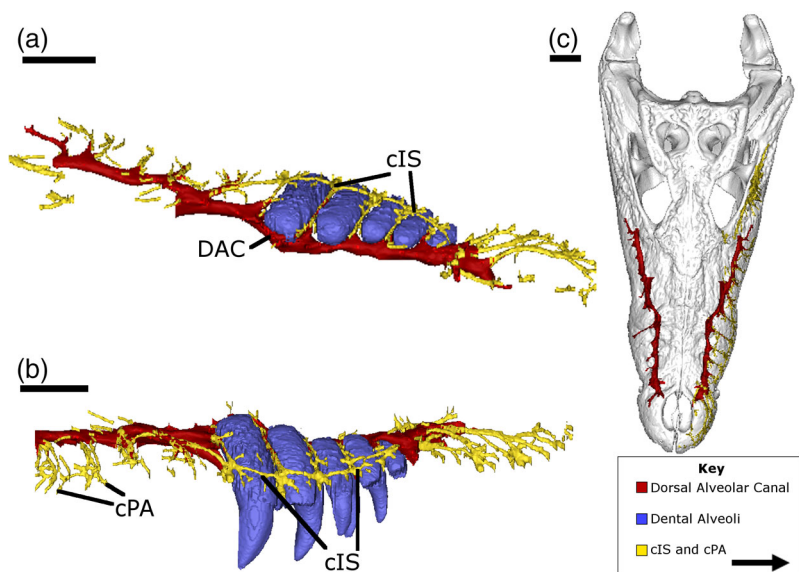 (a)
cIS
DAC
(b)
cPA
cIS
(c)
Key
Dorsal Alveolar Canal
Dental Alveoli
cIS and cPA